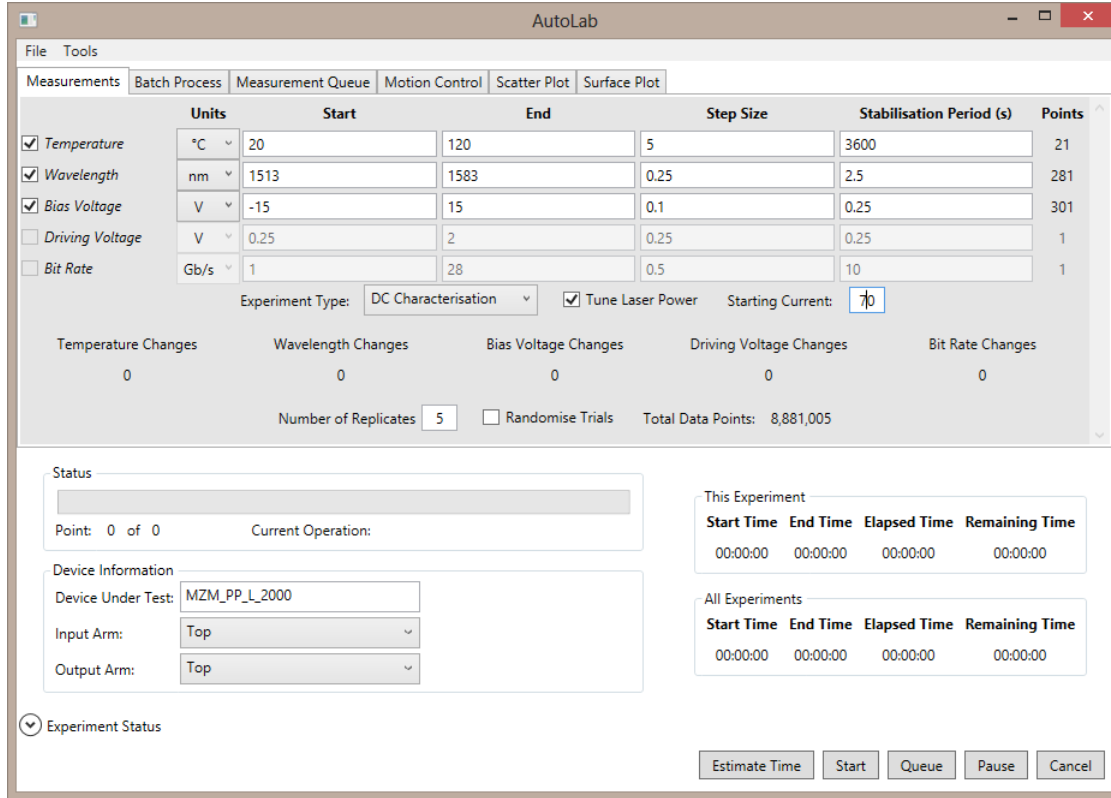 AutoLab
File Tools
Measurements Batch Process Measurement Queue Motion Control Scatter Plot Surface Plot
Units Start End Step Size Stabilisation Period (s) Points
Temperature °C 20 120 5 3600 21
Wavelength nm 1513 1583 0.25 2.5 281
Bias Voltage V -15 15 0.1 0.25 301
Driving Voltage V 0.25 2 0.25 0.25 1
Bit Rate Gb/s 1 28 0.5 10 1
Experiment Type: DC Characterisation Tune Laser Power Starting Current: 70
Temperature Changes Wavelength Changes Bias Voltage Changes Driving Voltage Changes Bit Rate Changes
0 0 0 0 0
Number of Replicates 5 Randomise Trials Total Data Points: 8,881,005
Status
Point: 0 of 0 Current Operation:
Device Information
Device Under Test: MZM_PP_L_2000
Input Arm: Top
Output Arm: Top
This Experiment
Start Time End Time Elapsed Time Remaining Time
00:00:00 00:00:00 00:00:00 00:00:00
All Experiments
Start Time End Time Elapsed Time Remaining Time
00:00:00 00:00:00 00:00:00 00:00:00
Experiment Status
Estimate Time Start Queue Pause Cancel